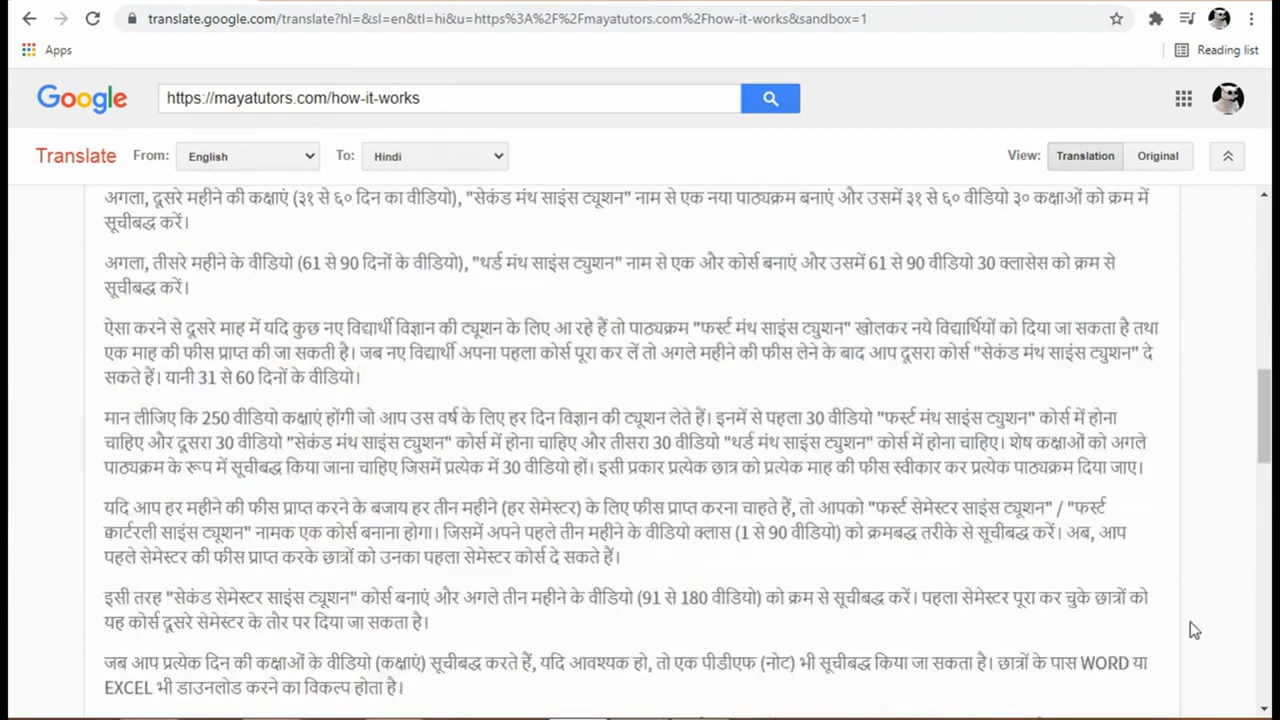 translate.google.com/translate?hl=&sl=en&tl=hi&u=https%3A%2F%2Fmayatutors.com%2Fhow-it-works&sandbox=1
Apps
Reading list
Google
https://mayatutors.com/how-it-works
Translate From: English To: Hindi View: Translation Original
अगला, दूसरे महीने की कक्षाएं (३१ से ६० दिन का वीडियो), "सेकंड मंथ साइंस ट्यूशन" नाम से एक नया पाठ्यक्रम बनाएं और उसमें ३१ से ६० वीडियो ३० कक्षाओं को क्रम में
सूचीबद्ध करें।
अगला, तीसरे महीने के वीडियो (61 से 90 दिनों के वीडियो), "थर्ड मंथ साइंस ट्युशन" नाम से एक और कोर्स बनाएं और उसमें 61 से 90 वीडियो 30 क्लासेस को क्रम से
सूचीबद्ध करें।
ऐसा करने से दूसरे माह में यदि कुछ नए विद्यार्थी विज्ञान की ट्यूशन के लिए आ रहे हैं तो पाठ्यक्रम "फर्स्ट मंथ साइंस ट्युशन" खोलकर नये विद्यार्थियों को दिया जा सकता है तथा
एक माह की फीस प्राप्त की जा सकती है। जब नए विद्यार्थी अपना पहला कोर्स पूरा कर लें तो अगले महीने की फीस लेने के बाद आप दूसरा कोर्स "सेकंड मंथ साइंस ट्युशन" दे
सकते हैं। यानी 31 से 60 दिनों के वीडियो।
मान लीजिए कि 250 वीडियो कक्षाएं होंगी जो आप उस वर्ष के लिए हर दिन विज्ञान की ट्यूशन लेते हैं। इनमें से पहला 30 वीडियो "फर्स्ट मंथ साइंस ट्युशन" कोर्स में होना
चाहिए और दूसरा 30 वीडियो "सेकंड मंथ साइंस ट्युशन" कोर्स में होना चाहिए और तीसरा 30 वीडियो "थर्ड मंथ साइंस ट्युशन" कोर्स में होना चाहिए। शेष कक्षाओं को अगले
पाठ्यक्रम के रूप में सूचीबद्ध किया जाना चाहिए जिसमें प्रत्येक में 30 वीडियो हों। इसी प्रकार प्रत्येक छात्र को प्रत्येक माह की फीस स्वीकार कर प्रत्येक पाठ्यक्रम दिया जाए।
यदि आप हर महीने की फीस प्राप्त करने के बजाय हर तीन महीने (हर सेमेस्टर) के लिए फीस प्राप्त करना चाहते हैं, तो आपको "फर्स्ट सेमेस्टर साइंस ट्यूशन" / "फर्स्ट
क्वार्टरली साइंस ट्यूशन" नामक एक कोर्स बनाना होगा। जिसमें अपने पहले तीन महीने के वीडियो क्लास (1 से 90 वीडियो) को क्रमबद्ध तरीके से सूचीबद्ध करें। अब, आप
पहले सेमेस्टर की फीस प्राप्त करके छात्रों को उनका पहला सेमेस्टर कोर्स दे सकते हैं।
इसी तरह "सेकंड सेमेस्टर साइंस ट्यूशन" कोर्स बनाएं और अगले तीन महीने के वीडियो (91 से 180 वीडियो) को क्रम से सूचीबद्ध करें। पहला सेमेस्टर पूरा कर चुके छात्रों को
यह कोर्स दूसरे सेमेस्टर के तौर पर दिया जा सकता है।
जब आप प्रत्येक दिन की कक्षाओं के वीडियो (कक्षाएं) सूचीबद्ध करते हैं, यदि आवश्यक हो, तो एक पीडीएफ (नोट) भी सूचीबद्ध किया जा सकता है। छात्रों के पास WORD या
EXCEL भी डाउनलोड करने का विकल्प होता है।